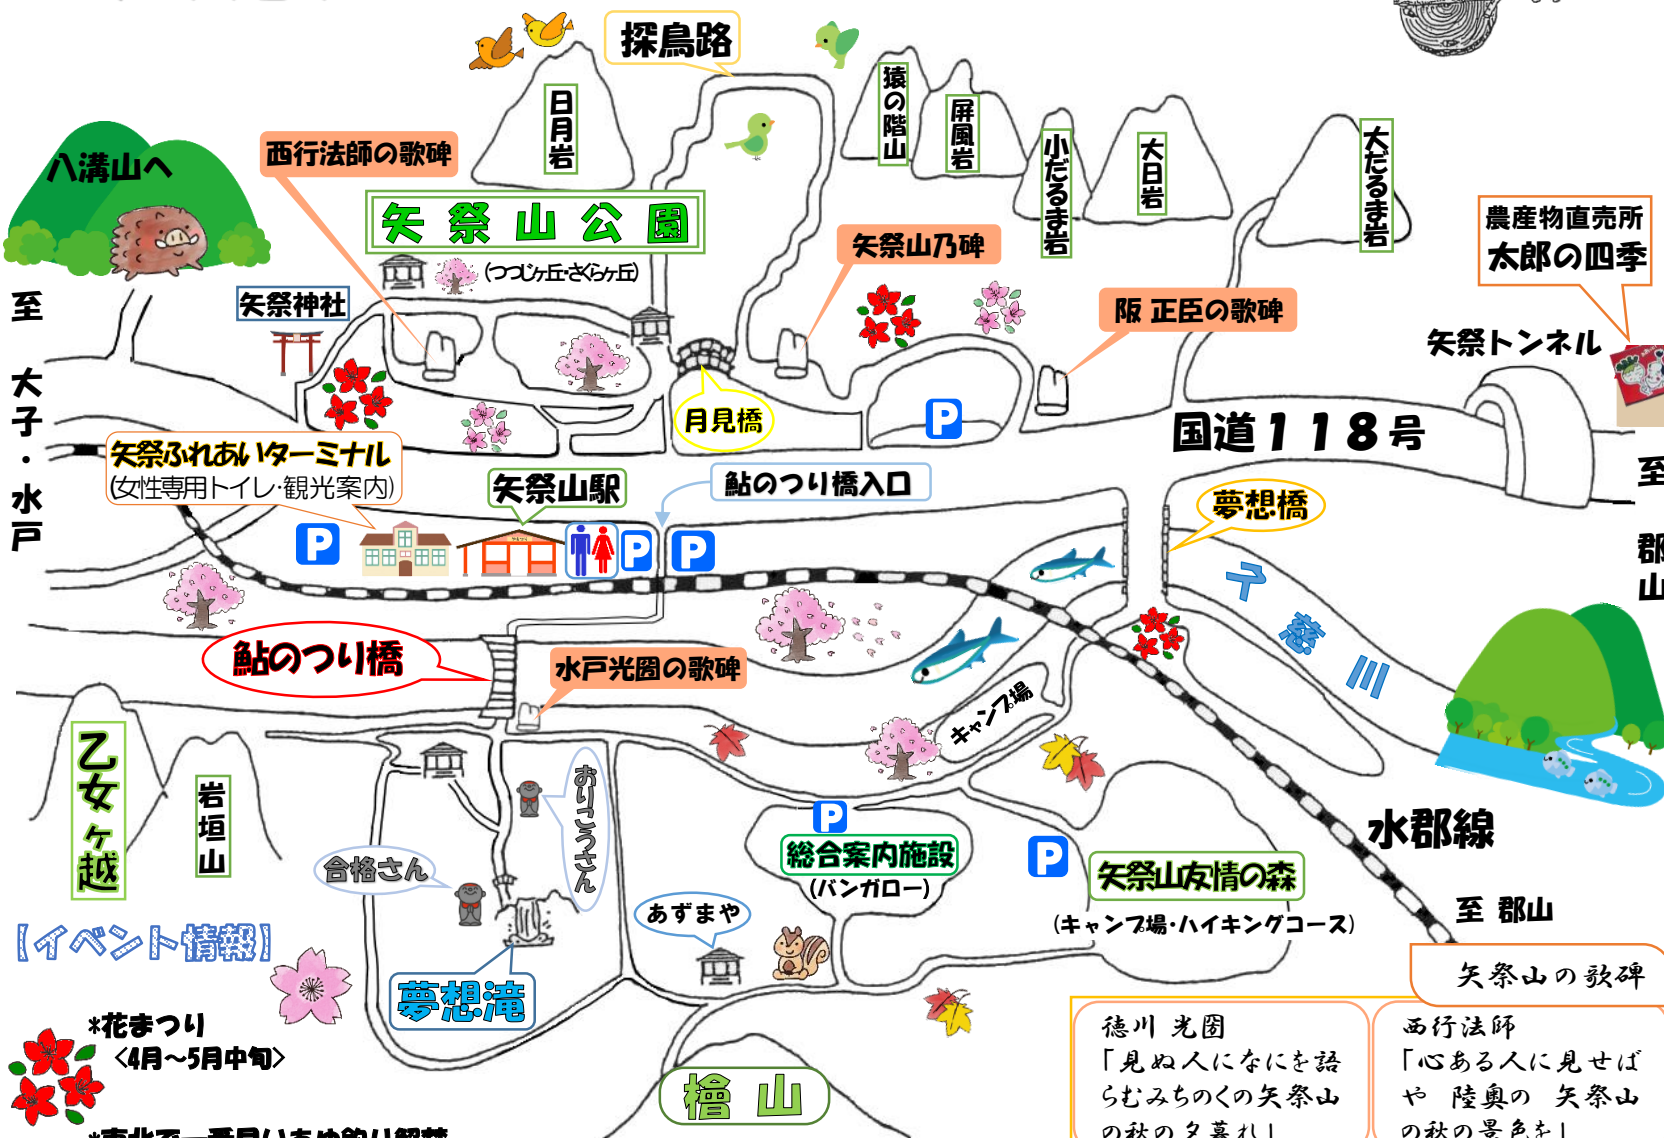 探鳥路
日月岩
猿の階山
屏風岩
小だるま岩
大日岩
大だるま岩
八溝山へ
西行法師の歌碑
矢祭山公園
(つつじヶ丘・さくらヶ丘)
矢祭山乃碑
阪 正臣の歌碑
農産物直売所
太郎の四季
矢祭神社
矢祭トンネル
至 大子・水戸
月見橋
P
国道118号
矢祭ふれあいターミナル
(女性専用トイレ・観光案内)
矢祭山駅
鮎のつり橋入口
夢想橋
至 郡山
P
P
P
久慈川
鮎のつり橋
水戸光圀の歌碑
キャンプ場
乙女ヶ越
岩垣山
おりこうさん
合格さん
P
総合案内施設
(バンガロー)
P
矢祭山友情の森
(キャンプ場・ハイキングコース)
水郡線
至 郡山
あずまや
夢想滝
【イベント情報】
*花まつり
<4月～5月中旬>
檜山
矢祭山の歌碑
徳川 光圀
「見ぬ人になにを語
らむみちのくの矢祭山
の秋の夕暮れ」
西行法師
「心ある人に見せば
や 陸奥の 矢祭山
の秋の景色を」